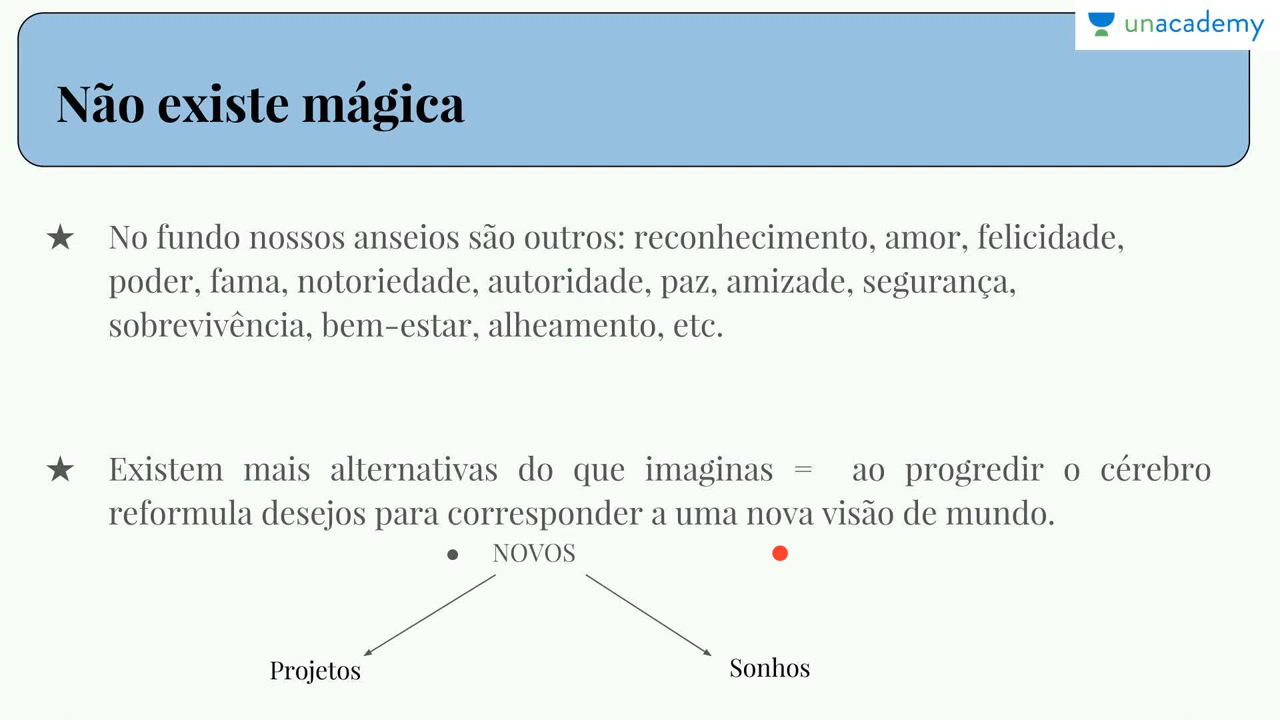 unacademy
Não existe mágica
★ No fundo nossos anseios são outros: reconhecimento, amor, felicidade,
poder, fama, notoriedade, autoridade, paz, amizade, segurança,
sobrevivência, bem-estar, alheamento, etc.
★ Existem mais alternativas do que imaginas = ao progredir o cérebro
reformula desejos para corresponder a uma nova visão de mundo.
● NOVOS
Projetos
Sonhos